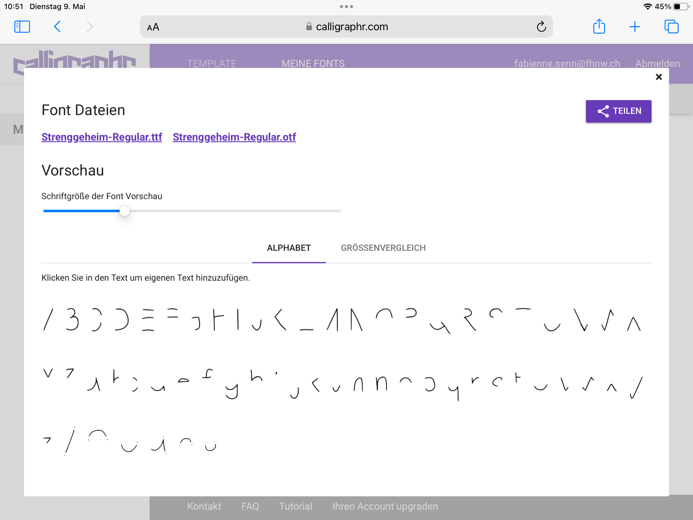 10:51 Dienstag 9. Mai 45%
AA calligraphr.com
calligraphr TEMPLATE MEINE FONTS fabienne.senn@fhnw.ch Abmelden
M
Font Dateien TEILEN
Strenggeheim-Regular.ttf Strenggeheim-Regular.otf
Vorschau
Schriftgröße der Font Vorschau
ALPHABET GRÖSSENVERGLEICH
Klicken Sie in den Text um eigenen Text hinzuzufügen.
Kontakt FAQ Tutorial Ihren Account upgraden